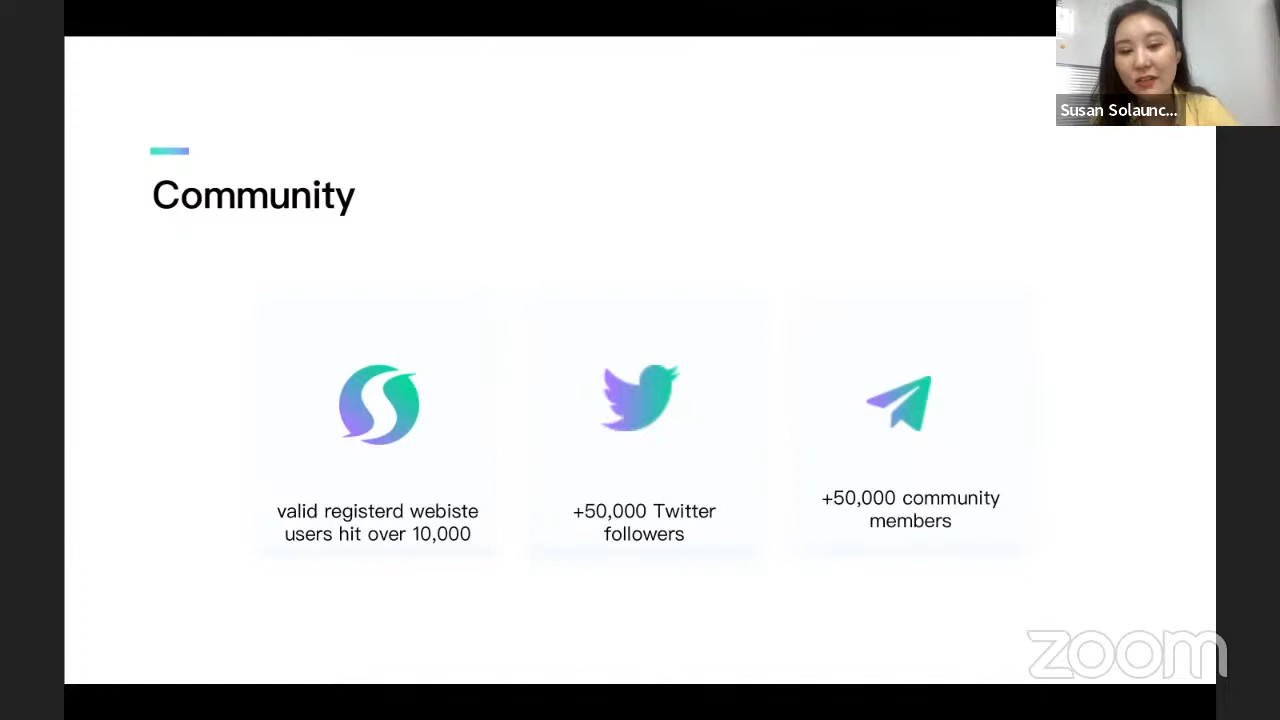 Susan Solaunc...
Community
valid registerd webiste
users hit over 10,000
+50,000 Twitter
followers
+50,000 community
members
zoom